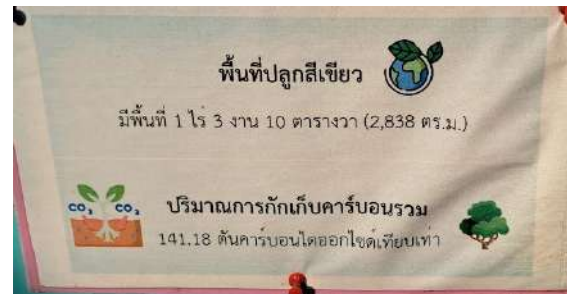 พื้นที่ปลูกสีเขียว
มีพื้นที่ 1 ไร่ 3 งาน 10 ตารางวา (2,838 ตร.ม.)
CO₂ CO₂
ปริมาณการกักเก็บคาร์บอนรวม
141.18 ตันคาร์บอนไดออกไซด์เทียบเท่า